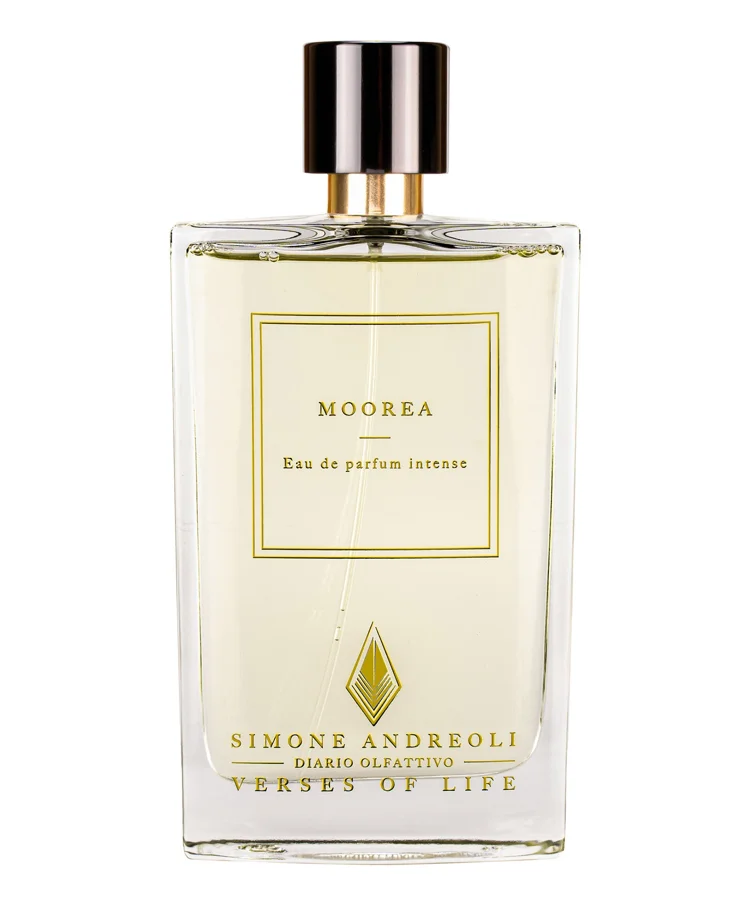 MOOREA
Eau de parfum intense
SIMONE ANDREOLI
DIARIO OLFATTIVO
VERSES OF LIFE